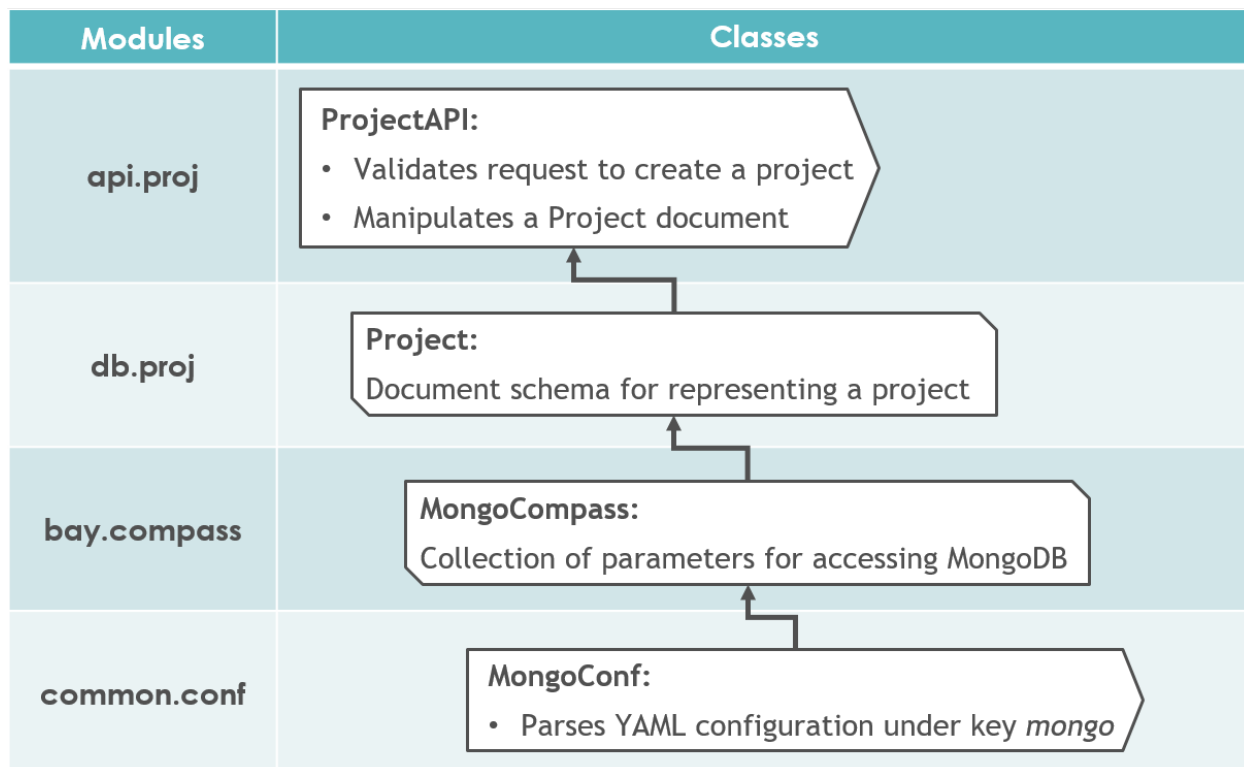 Modules
Classes
api.proj
ProjectAPI:
• Validates request to create a project
• Manipulates a Project document
db.proj
Project:
Document schema for representing a project
bay.compass
MongoCompass:
Collection of parameters for accessing MongoDB
common.conf
MongoConf:
• Parses YAML configuration under key mongo